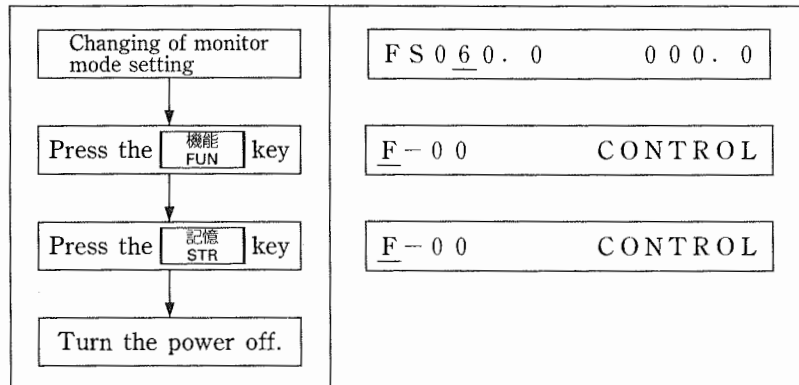 Changing of monitor
mode setting
FS060. 0 000. 0
Press the 機能 FUN key
F-00 CONTROL
Press the 記憶 STR key
F-00 CONTROL
Turn the power off.